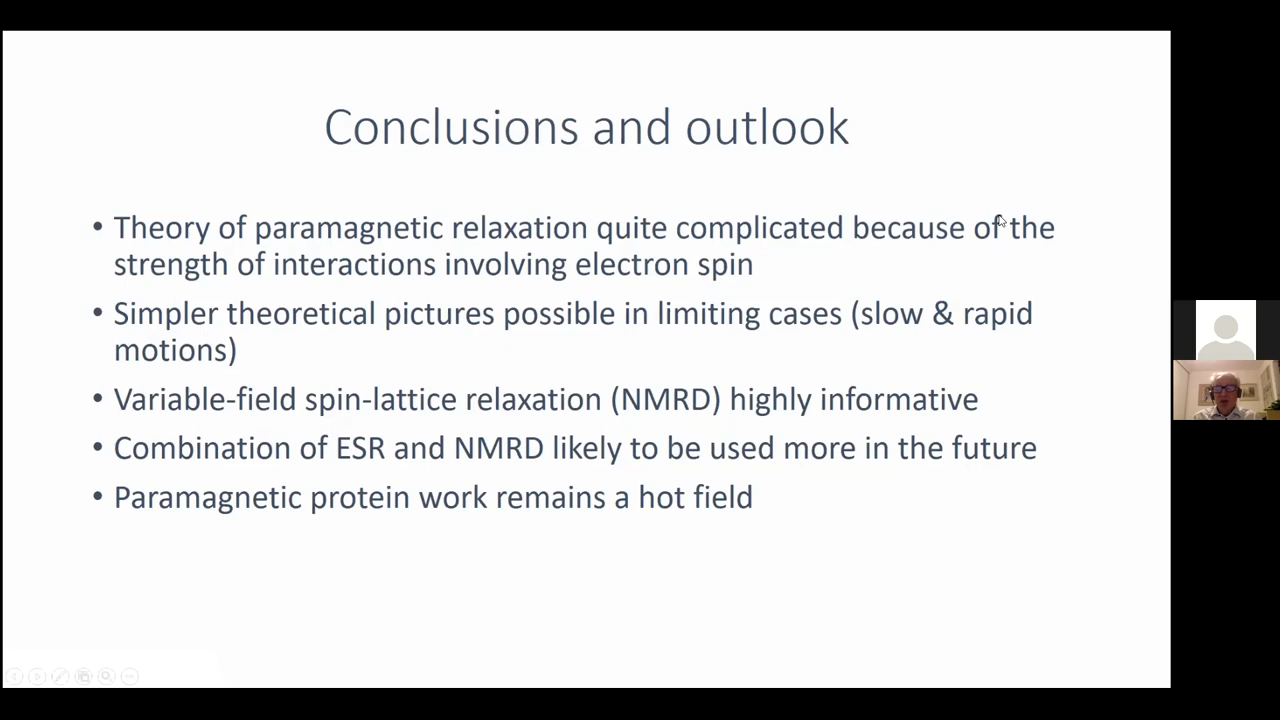 Conclusions and outlook
• Theory of paramagnetic relaxation quite complicated because of the
strength of interactions involving electron spin
• Simpler theoretical pictures possible in limiting cases (slow & rapid
motions)
• Variable-field spin-lattice relaxation (NMRD) highly informative
• Combination of ESR and NMRD likely to be used more in the future
• Paramagnetic protein work remains a hot field